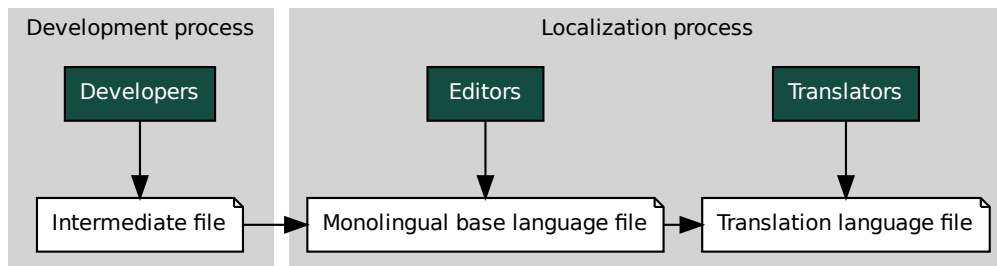 Development process
Localization process
Developers
Editors
Translators
Intermediate file
Monolingual base language file
Translation language file